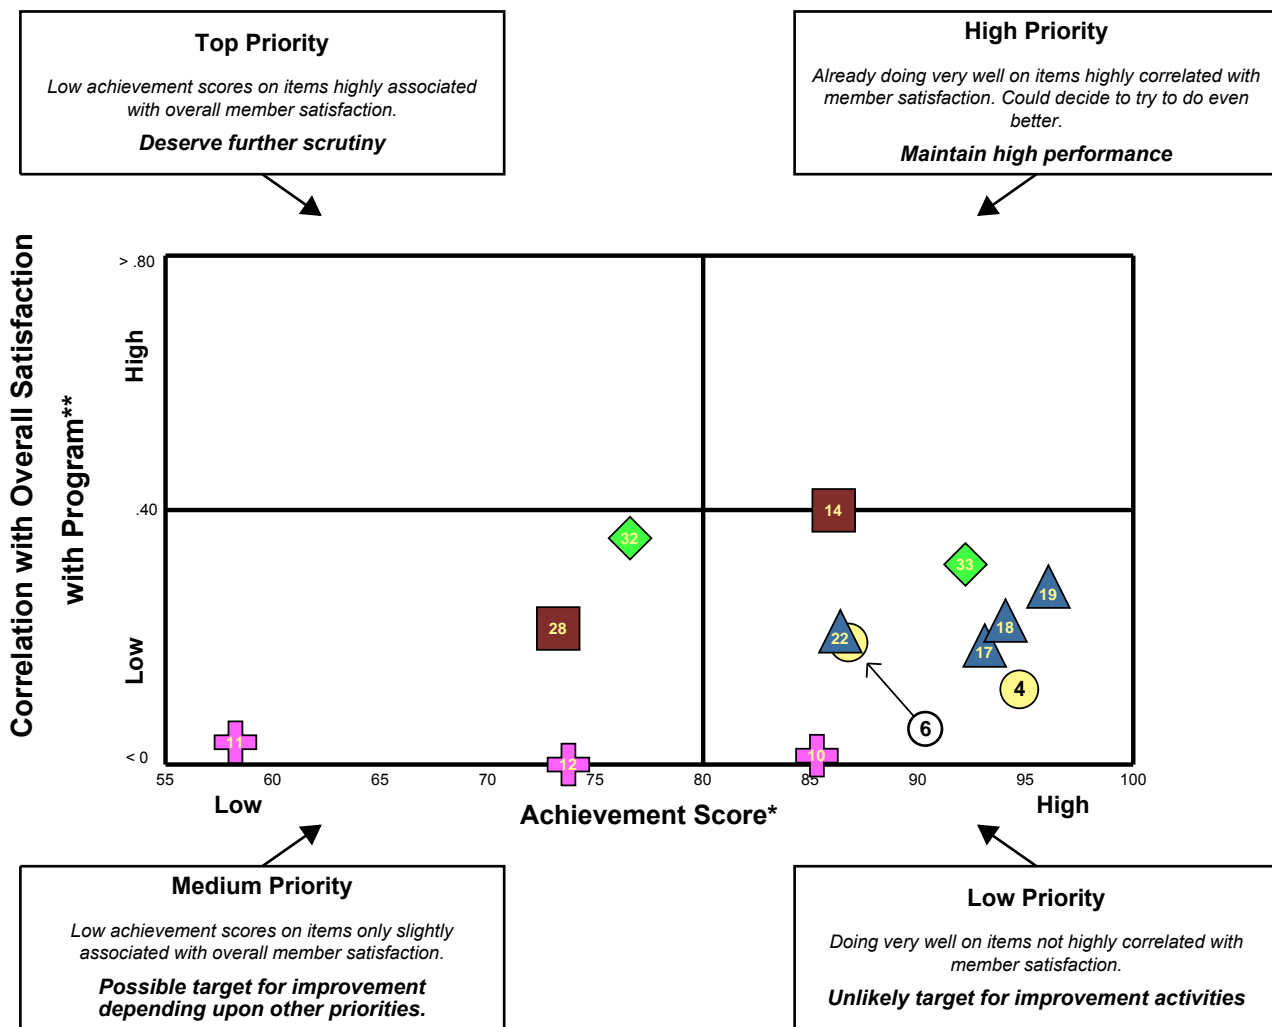 Top Priority
Low achievement scores on items highly associated
with overall member satisfaction.
Deserve further scrutiny
High Priority
Already doing very well on items highly correlated with
member satisfaction. Could decide to try to do even
better.
Maintain high performance
Correlation with Overall Satisfaction
with Program**
> .80
High
.40
Low
< 0
14
32
33
19
28
22
18
17
4
6
11
12
10
55
60
65
70
75
80
85
90
95
100
Low
Achievement Score*
High
Medium Priority
Low achievement scores on items only slightly
associated with overall member satisfaction.
Possible target for improvement
depending upon other priorities.
Low Priority
Doing very well on items not highly correlated with
member satisfaction.
Unlikely target for improvement activities